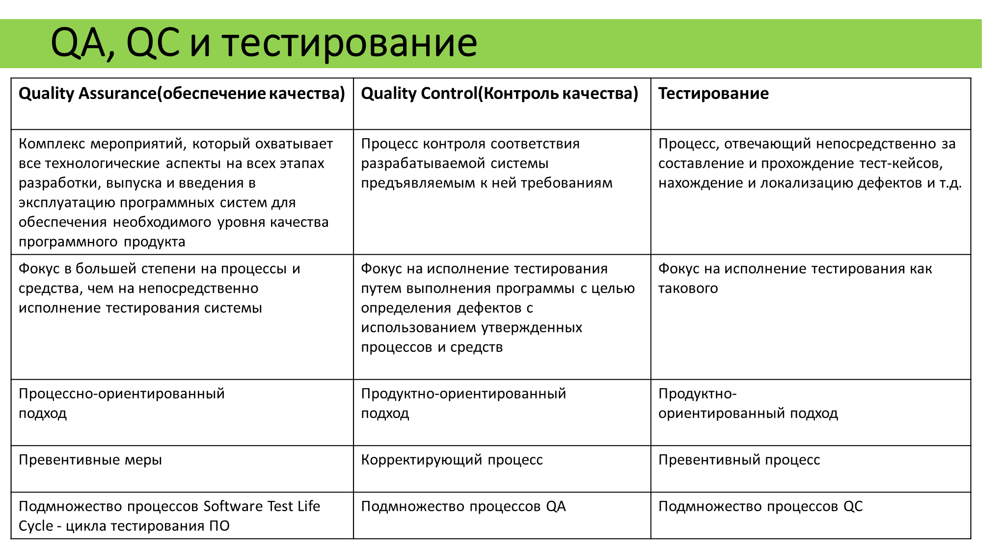 QA, QC и тестирование
Quality Assurance(обеспечение качества)
Quality Control(Контроль качества)
Тестирование
Комплекс мероприятий, который охватывает
все технологические аспекты на всех этапах
разработки, выпуска и введения в
эксплуатацию программных систем для
обеспечения необходимого уровня качества
программного продукта
Процесс контроля соответствия
разрабатываемой системы
предъявляемым к ней требованиям
Процесс, отвечающий непосредственно за
составление и прохождение тест-кейсов,
нахождение и локализацию дефектов и т.д.
Фокус в большей степени на процессы и
средства, чем на непосредственно
исполнение тестирования системы
Фокус на исполнение тестирования
путем выполнения программы с целью
определения дефектов с
использованием утвержденных
процессов и средств
Фокус на исполнение тестирования как
такового
Процессно-ориентированный
подход
Продуктно-ориентированный
подход
Продуктно-
ориентированный подход
Превентивные меры
Корректирующий процесс
Превентивный процесс
Подмножество процессов Software Test Life
Cycle - цикла тестирования ПО
Подмножество процессов QA
Подмножество процессов QC